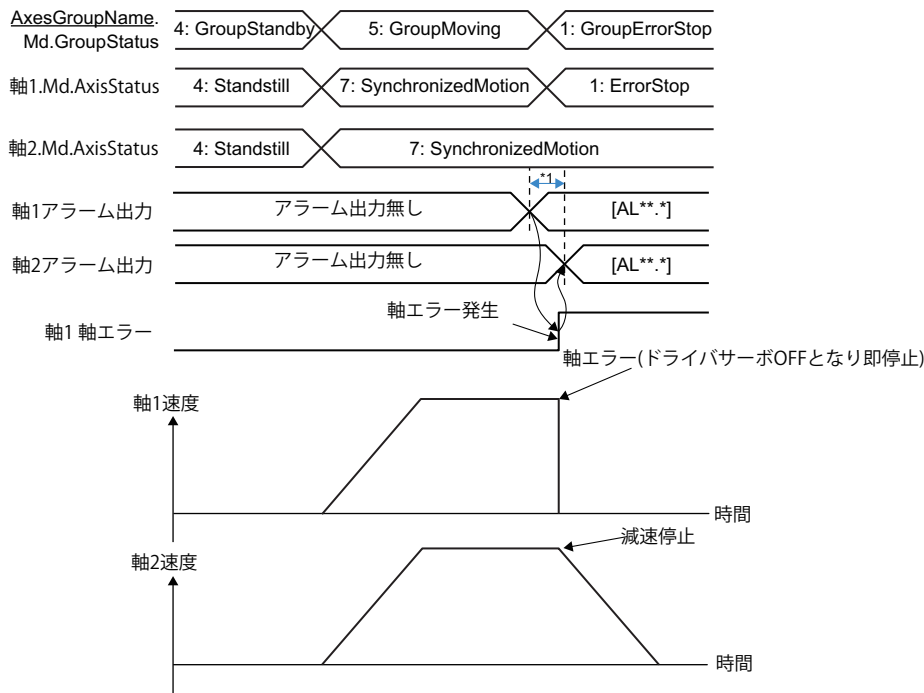 AxesGroupName.
Md.GroupStatus
4: GroupStandby
5: GroupMoving
1: GroupErrorStop
軸1.Md.AxisStatus
4: Standstill
7: SynchronizedMotion
1: ErrorStop
軸2.Md.AxisStatus
4: Standstill
7: SynchronizedMotion
*1
軸1アラーム出力
アラーム出力無し
[AL**.*]
軸2アラーム出力
アラーム出力無し
[AL**.*]
軸エラー発生
軸1 軸エラー
軸エラー(ドライバサーボOFFとなり即停止)
軸1速度
時間
減速停止
軸2速度
時間